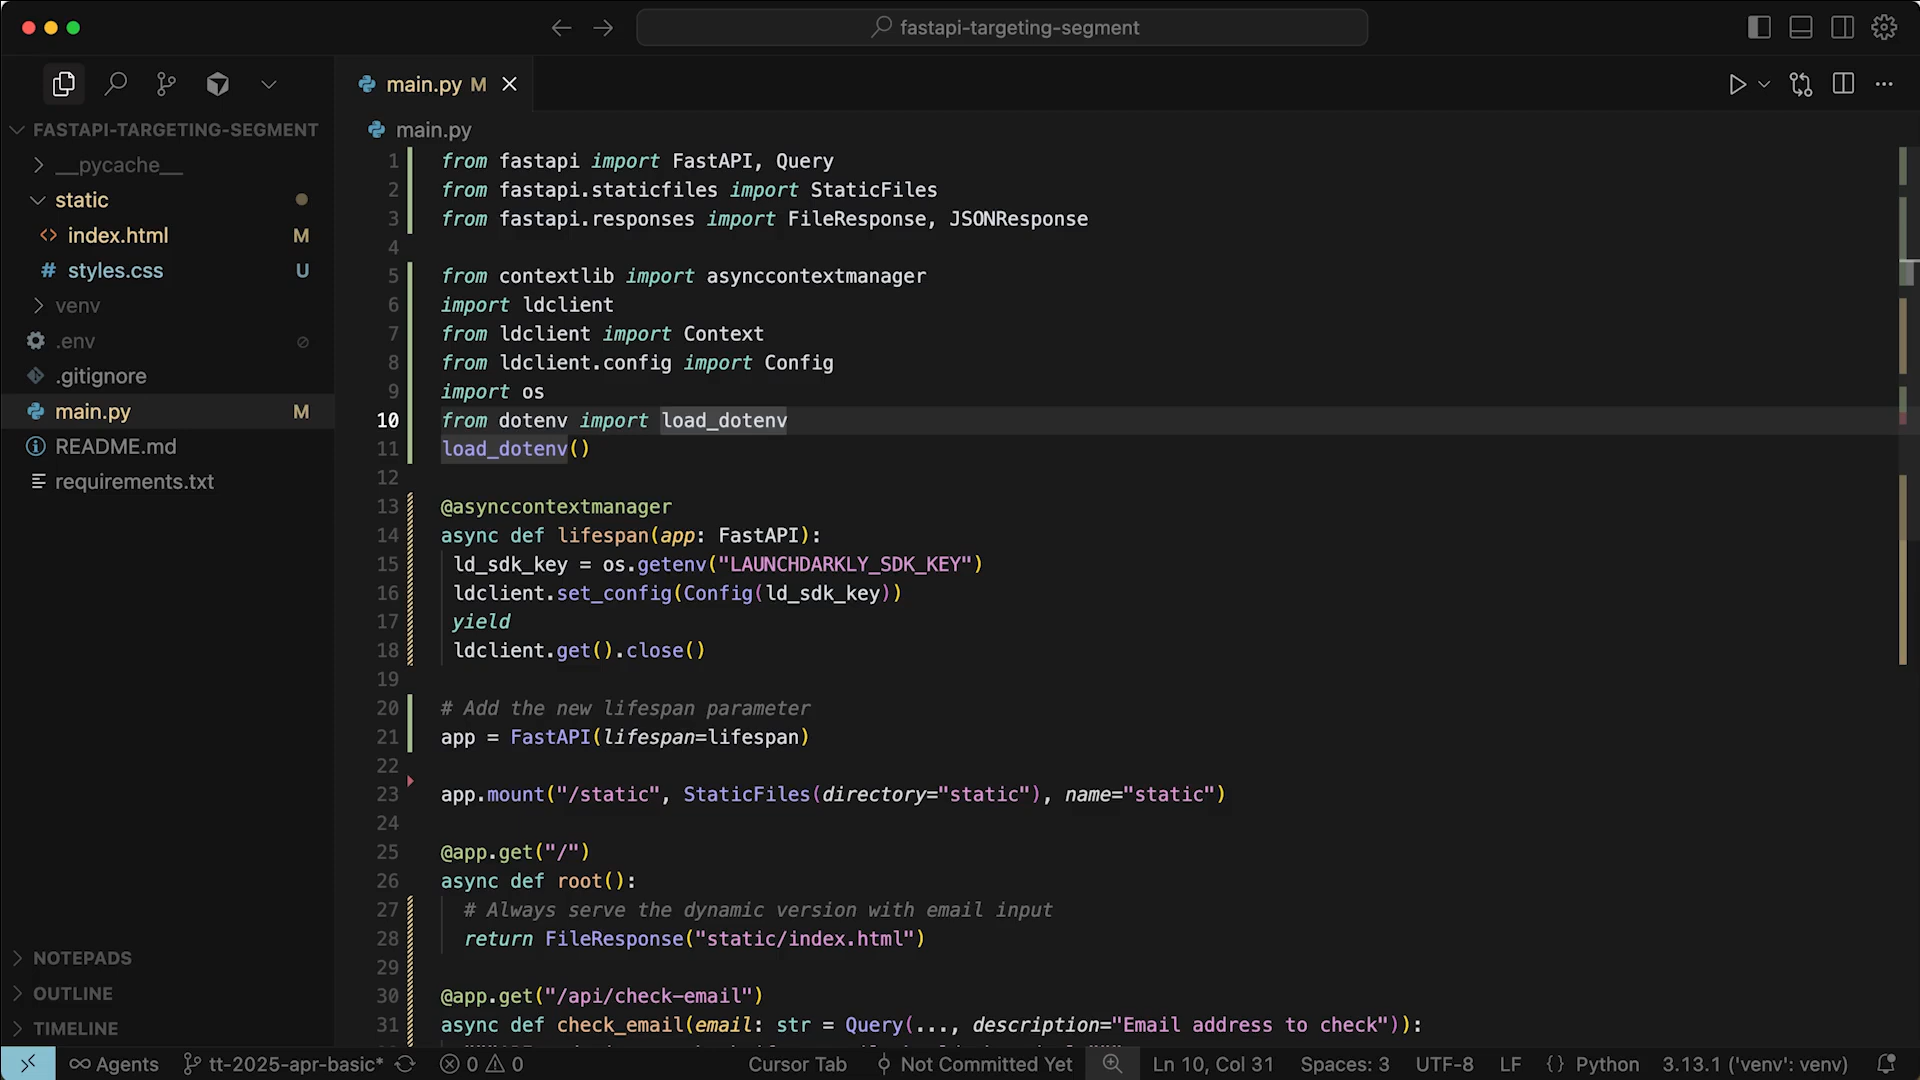 fastapi-targeting-segment
main.py M
FASTAPI-TARGETING-SEGMENT
__pycache__
static
index.html M
styles.css U
venv
.env
.gitignore
main.py M
README.md
requirements.txt
NOTEPADS
OUTLINE
TIMELINE
main.py
1 from fastapi import FastAPI, Query
2 from fastapi.staticfiles import StaticFiles
3 from fastapi.responses import FileResponse, JSONResponse
4
5 from contextlib import asynccontextmanager
6 import ldclient
7 from ldclient import Context
8 from ldclient.config import Config
9 import os
10 from dotenv import load_dotenv
11 load_dotenv()
12
13 @asynccontextmanager
14 async def lifespan(app: FastAPI):
15 ld_sdk_key = os.getenv("LAUNCHDARKLY_SDK_KEY")
16 ldclient.set_config(Config(ld_sdk_key))
17 yield
18 ldclient.get().close()
19
20 # Add the new lifespan parameter
21 app = FastAPI(lifespan=lifespan)
22
23 app.mount("/static", StaticFiles(directory="static"), name="static")
24
25 @app.get("/")
26 async def root():
27 # Always serve the dynamic version with email input
28 return FileResponse("static/index.html")
29
30 @app.get("/api/check-email")
31 async def check_email(email: str = Query(..., description="Email address to check")):
Agents tt-2025-apr-basic* 0 0 Cursor Tab Not Committed Yet Ln 10, Col 31 Spaces: 3 UTF-8 LF {} Python 3.13.1 ('venv': venv)